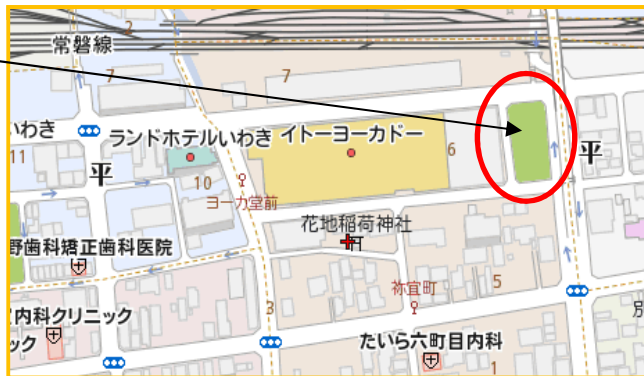 常磐線
7
7
いわき
ランドホテルいわき
イトーヨーカドー
11
平
6
平
10
ヨーカ堂前
花地稲荷神社
野歯科矯正歯科医院
祢宜町
5
内科クリニック
3
ック
たいら六町目内科
別
1